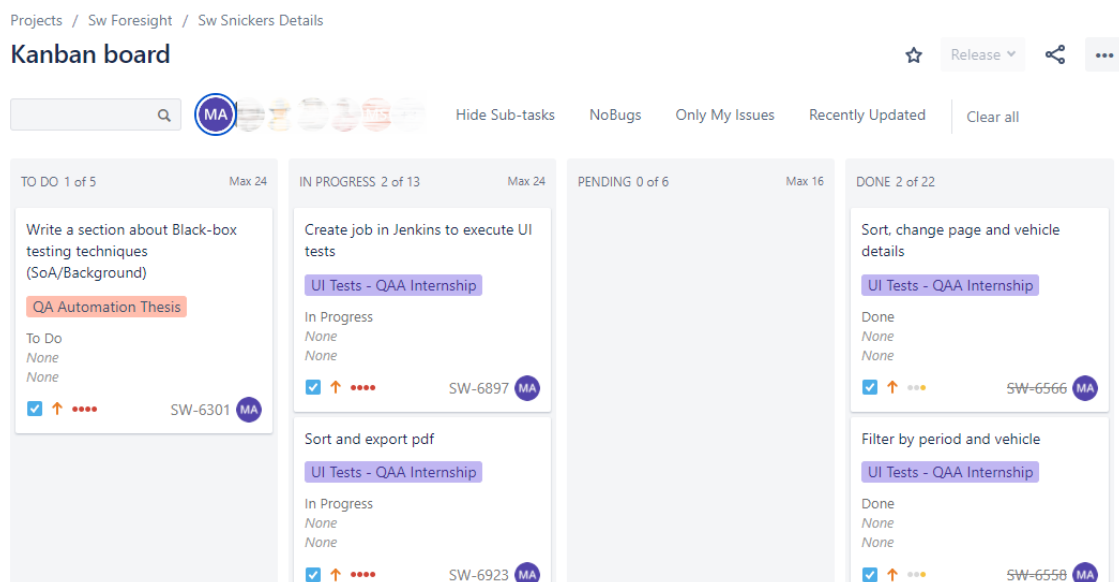 Projects / Sw Foresight / Sw Snickers Details
Kanban board
Release
MA
Hide Sub-tasks
NoBugs
Only My Issues
Recently Updated
Clear all
TO DO 1 of 5 Max 24
Write a section about Black-box
testing techniques
(SoA/Background)
QA Automation Thesis
To Do
None
None
SW-6301 MA
IN PROGRESS 2 of 13 Max 24
Create job in Jenkins to execute UI
tests
UI Tests - QAA Internship
In Progress
None
None
SW-6897 MA
Sort and export pdf
UI Tests - QAA Internship
In Progress
None
None
SW-6923 MA
PENDING 0 of 6 Max 16
DONE 2 of 22
Sort, change page and vehicle
details
UI Tests - QAA Internship
Done
None
None
SW-6566 MA
Filter by period and vehicle
UI Tests - QAA Internship
Done
None
None
SW-6558 MA